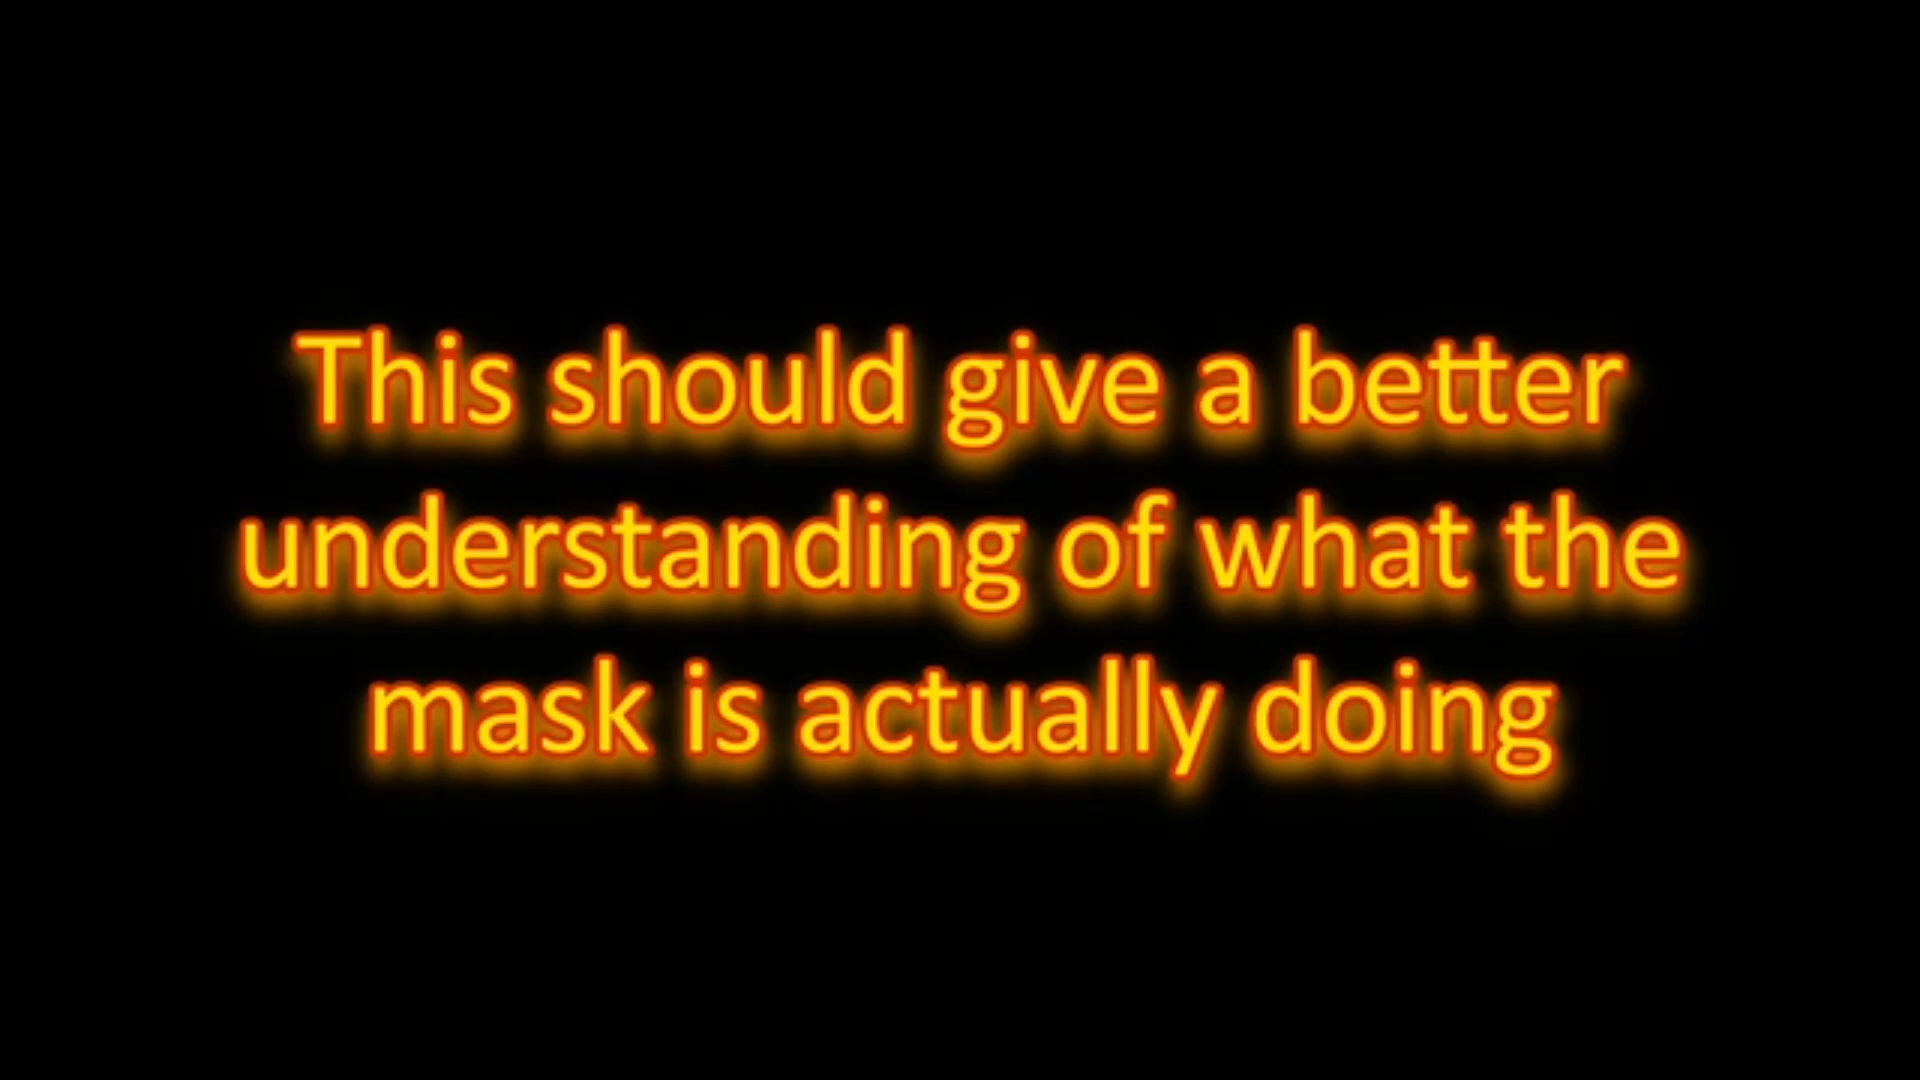 This should give a better
understanding of what the
mask is actually doing